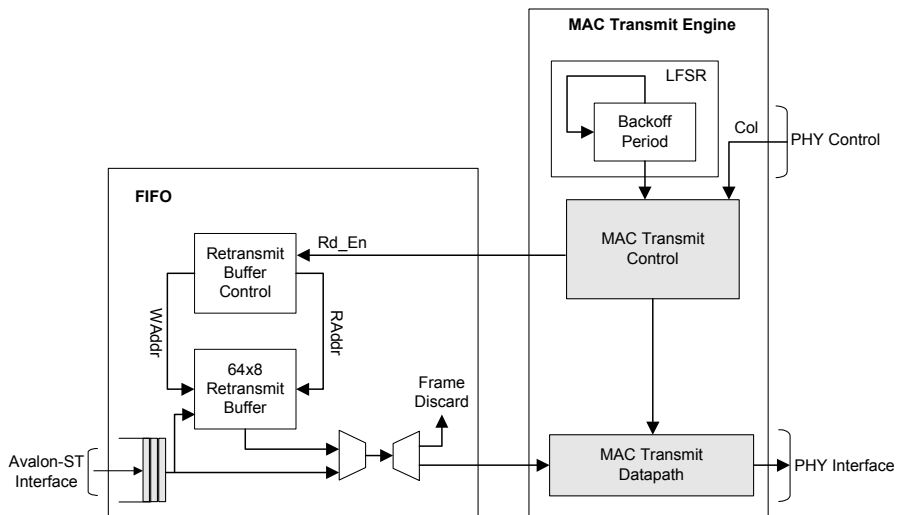 MAC Transmit Engine
LFSR
Backoff
Period
Col
PHY Control
FIFO
Rd_En
Retransmit
Buffer
Control
MAC Transmit
Control
WAddr
RAddr
64x8
Retransmit
Buffer
Frame
Discard
Avalon-ST
Interface
MAC Transmit
Datapath
PHY Interface